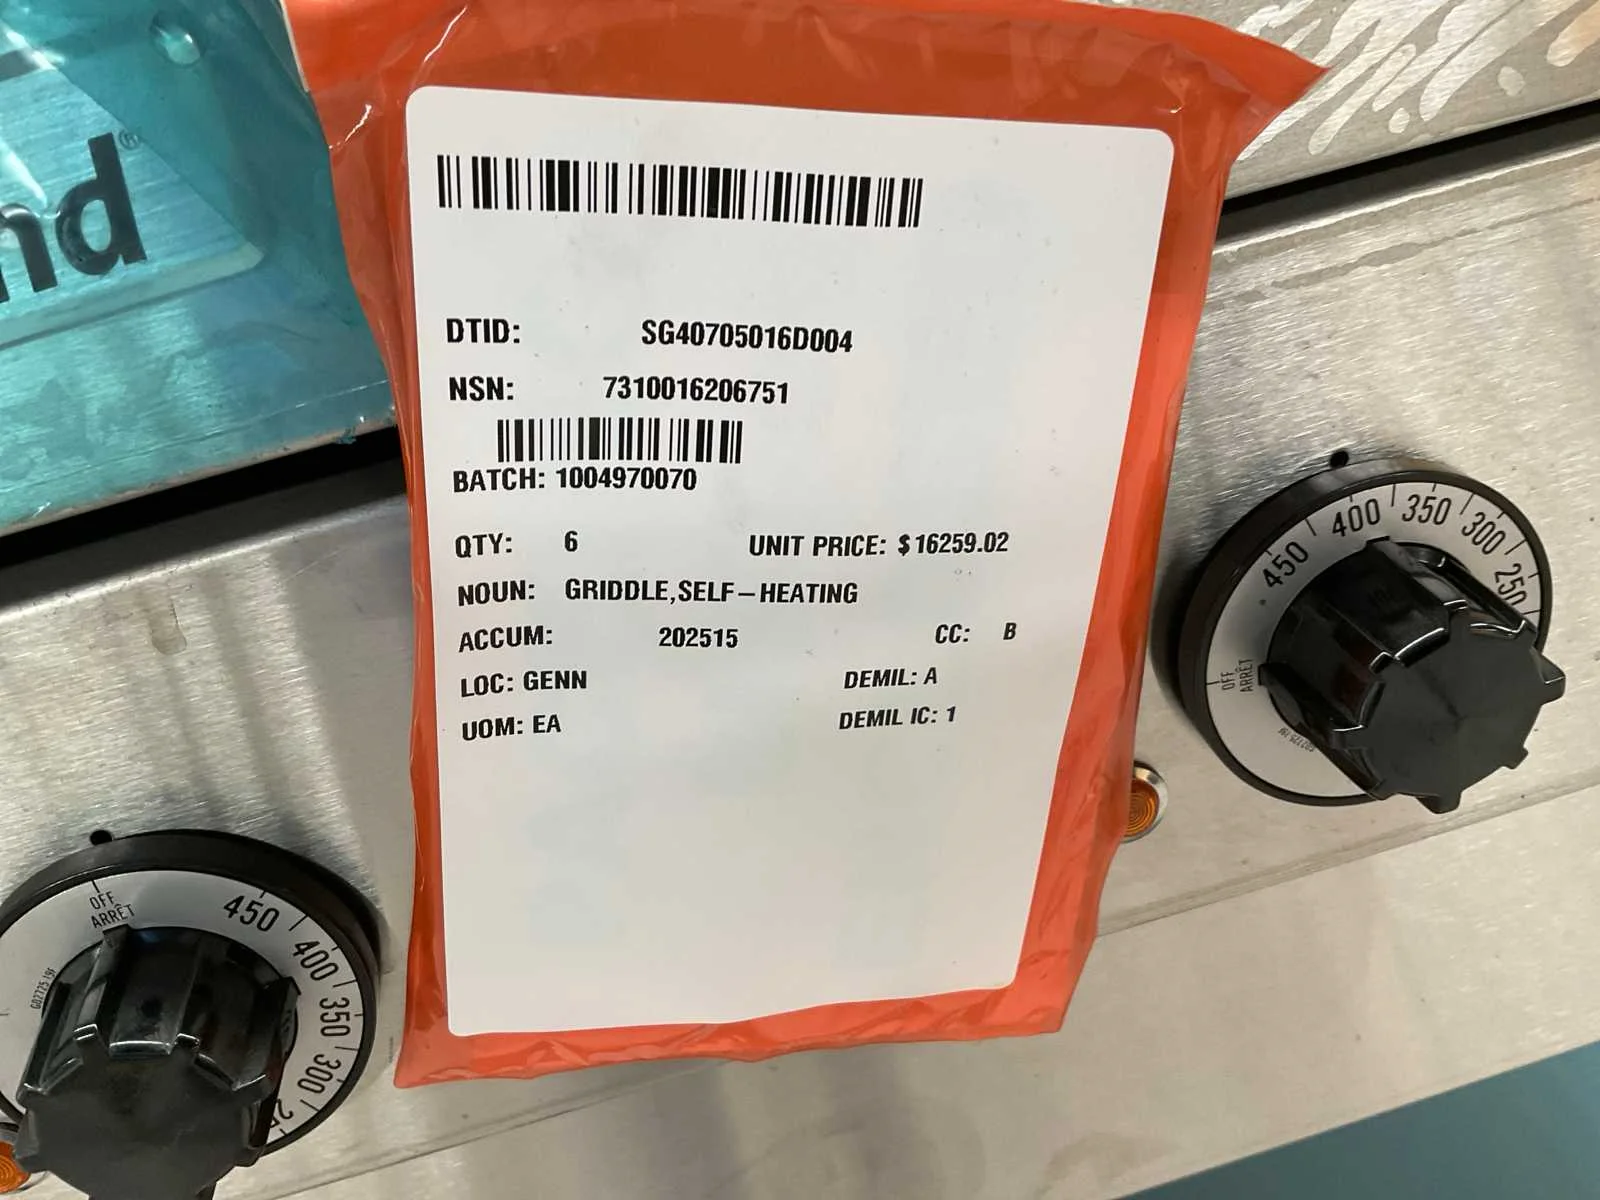 nd®
DTID: SG40705016D004
NSN: 7310016206751
BATCH: 1004970070
QTY: 6 UNIT PRICE: $16259.02
NOUN: GRIDDLE,SELF-HEATING
ACCUM: 202515 CC: B
LOC: GENN DEMIL: A
UOM: EA DEMIL IC: 1
450 400 350 300 250
OFF
ARRÊT
OFF
ARRÊT
450 400 350 300